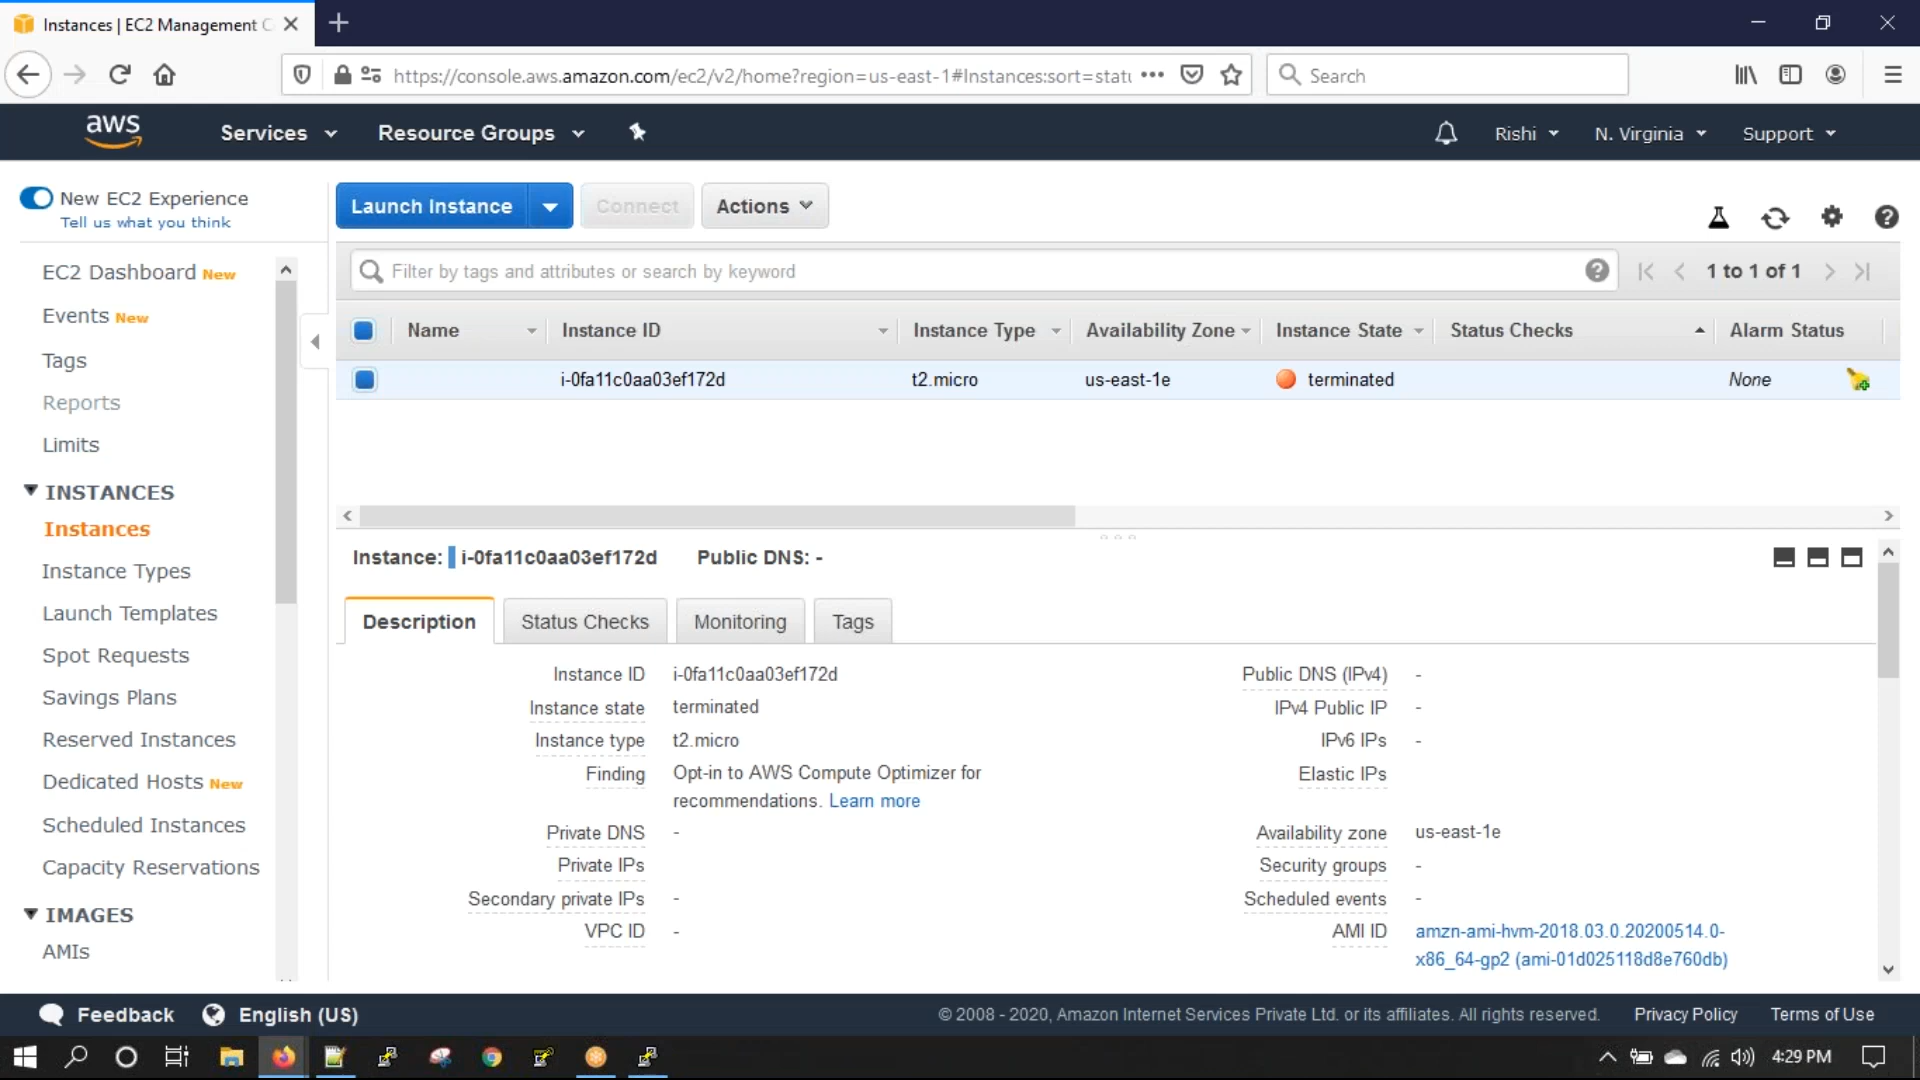 Instances | EC2 Management C
https://console.aws.amazon.com/ec2/v2/home?region=us-east-1#Instances:sort=statu
Search
aws
Services
Resource Groups
Rishi
N. Virginia
Support
New EC2 Experience
Tell us what you think
EC2 Dashboard New
Events New
Tags
Reports
Limits
INSTANCES
Instances
Instance Types
Launch Templates
Spot Requests
Savings Plans
Reserved Instances
Dedicated Hosts New
Scheduled Instances
Capacity Reservations
IMAGES
AMIs
Launch Instance
Connect
Actions
Filter by tags and attributes or search by keyword
1 to 1 of 1
Name Instance ID Instance Type Availability Zone Instance State Status Checks Alarm Status
i-0fa11c0aa03ef172d t2.micro us-east-1e terminated None
Instance: i-0fa11c0aa03ef172d Public DNS: -
Description Status Checks Monitoring Tags
Instance ID i-0fa11c0aa03ef172d
Instance state terminated
Instance type t2.micro
Finding Opt-in to AWS Compute Optimizer for
recommendations. Learn more
Private DNS -
Private IPs
Secondary private IPs -
VPC ID -
Public DNS (IPv4) -
IPv4 Public IP -
IPv6 IPs -
Elastic IPs
Availability zone us-east-1e
Security groups -
Scheduled events -
AMI ID amzn-ami-hvm-2018.03.0.20200514.0-
x86_64-gp2 (ami-01d025118d8e760db)
Feedback
English (US)
© 2008 - 2020, Amazon Internet Services Private Ltd. or its affiliates. All rights reserved.
Privacy Policy
Terms of Use
4:29 PM